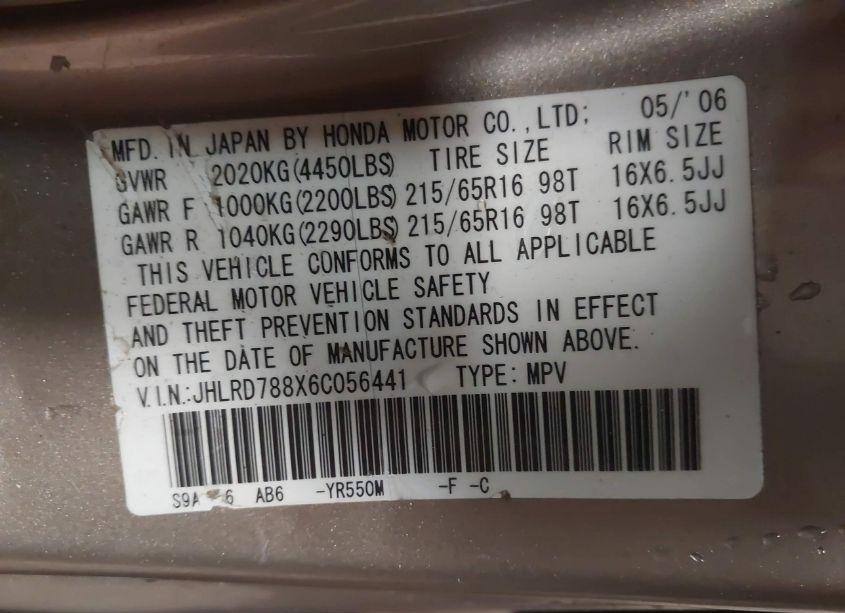 MFD. IN JAPAN BY HONDA MOTOR CO.,LTD; 05/'06
GVWR 2020KG(4450LBS) TIRE SIZE RIM SIZE
GAWR F 1000KG(2200LBS) 215/65R16 98T 16X6.5JJ
GAWR R 1040KG(2290LBS) 215/65R16 98T 16X6.5JJ
THIS VEHICLE CONFORMS TO ALL APPLICABLE
FEDERAL MOTOR VEHICLE SAFETY
AND THEFT PREVENTION STANDARDS IN EFFECT
ON THE DATE OF MANUFACTURE SHOWN ABOVE.
V.I.N.:JHLRD788X6C056441 TYPE:MPV
AB6 -YR550M -F -C